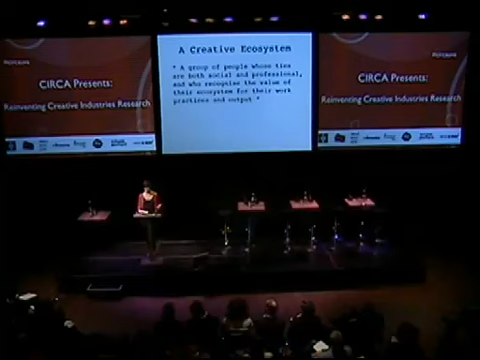 CIRCA Presents:
Reinventing Creative Industries Research
A Creative Ecosystem
" A group of people whose ties
are both social and professional,
and who recognise the value of
their ecosystem for their work
practices and output "
CIRCA Presents:
Reinventing Creative Industries Research